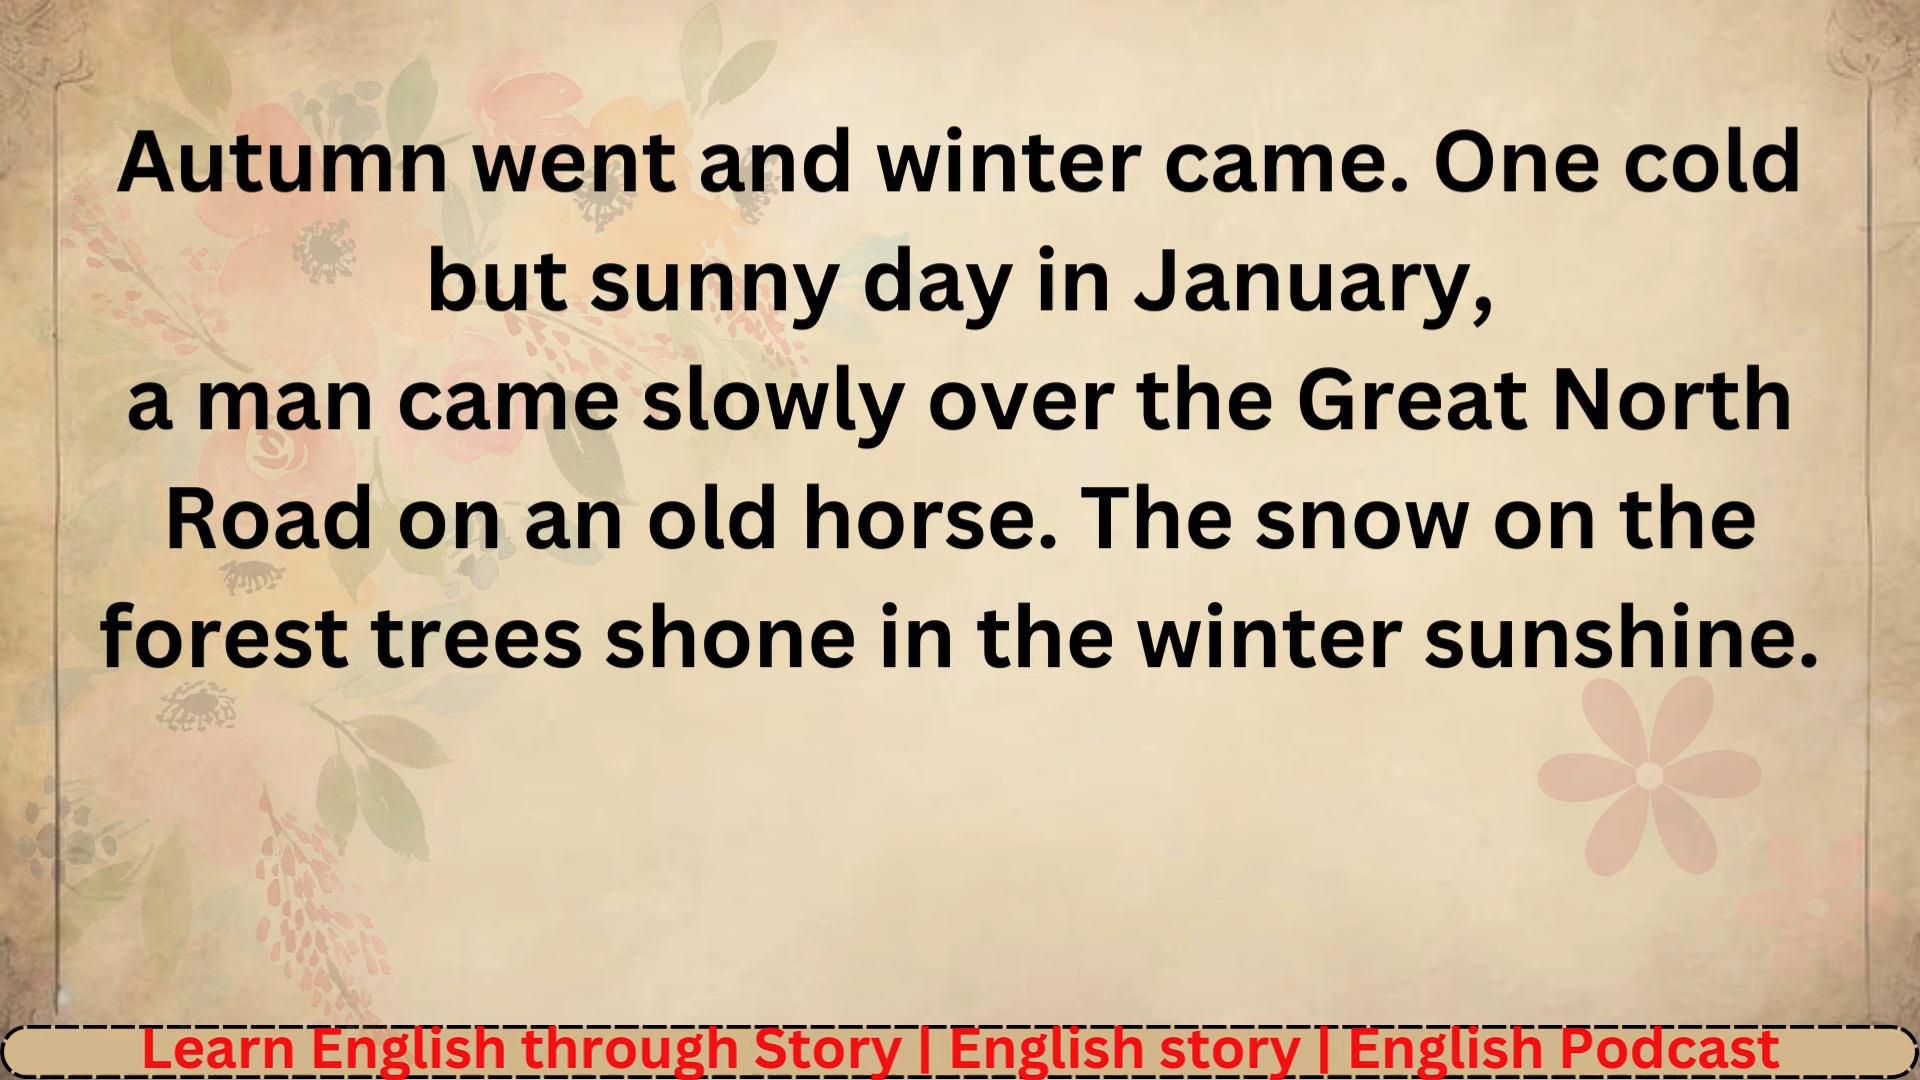 Autumn went and winter came. One cold
but sunny day in January,
a man came slowly over the Great North
Road on an old horse. The snow on the
forest trees shone in the winter sunshine.
Learn English through Story | English story | English Podcast